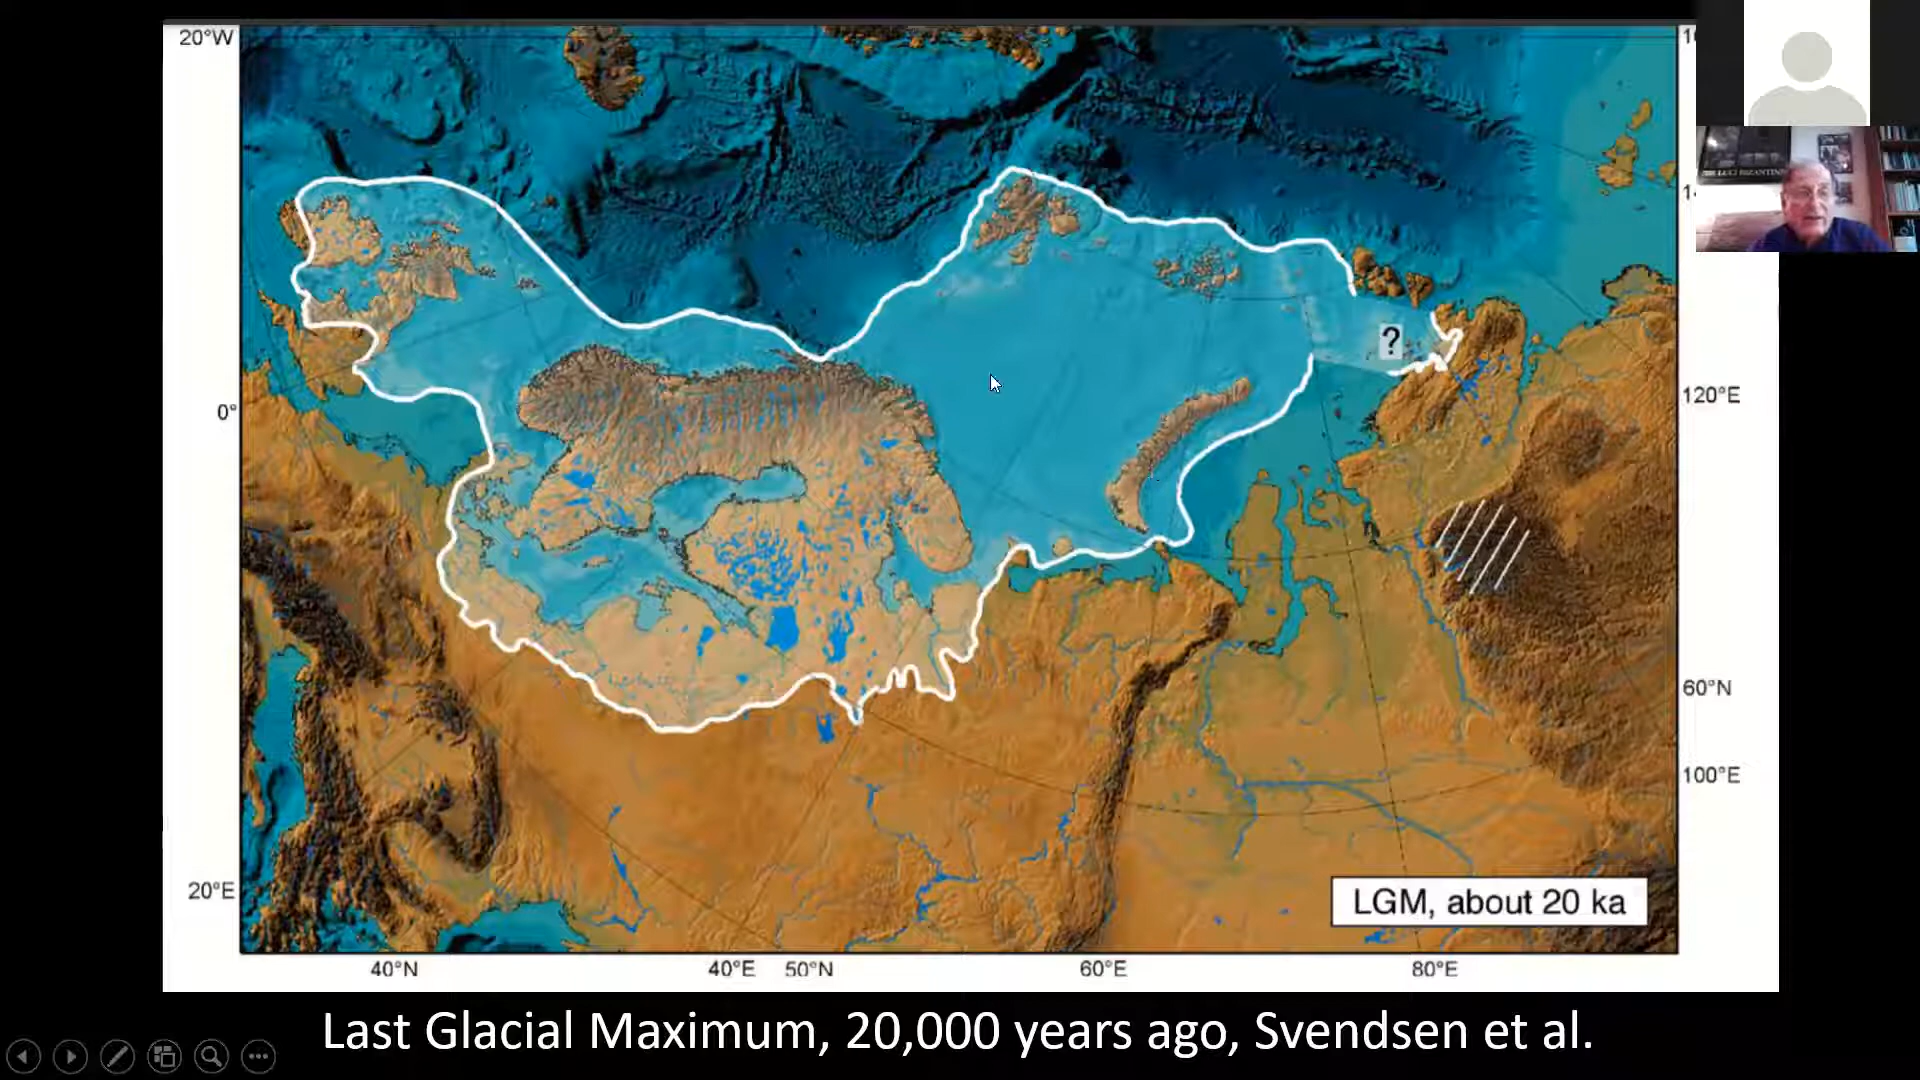 20°W
0°
?
120°E
60°N
100°E
20°E
LGM, about 20 ka
40°N 40°E 50°N 60°E 80°E
Last Glacial Maximum, 20,000 years ago, Svendsen et al.